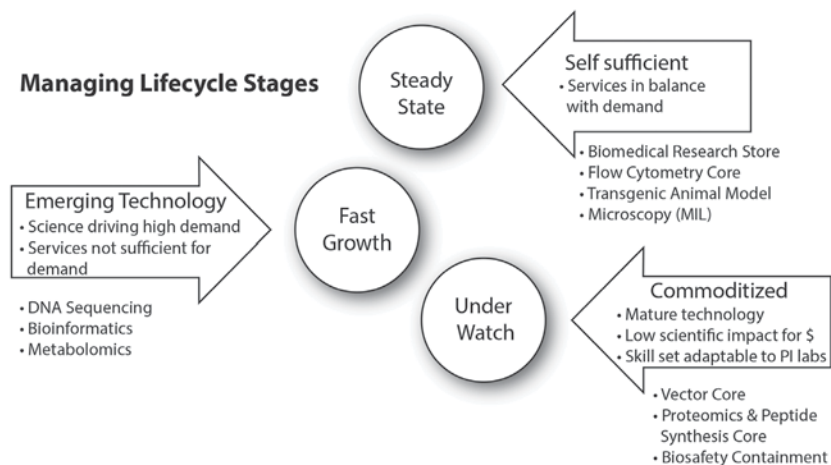 Managing Lifecycle Stages
Steady
State
Self sufficient
• Services in balance
with demand
• Biomedical Research Store
• Flow Cytometry Core
• Transgenic Animal Model
• Microscopy (MIL)
Emerging Technology
• Science driving high demand
• Services not sufficient for
demand
• DNA Sequencing
• Bioinformatics
• Metabolomics
Fast
Growth
Under
Watch
Commoditized
• Mature technology
• Low scientific impact for $
• Skill set adaptable to PI labs
• Vector Core
• Proteomics & Peptide
Synthesis Core
• Biosafety Containment